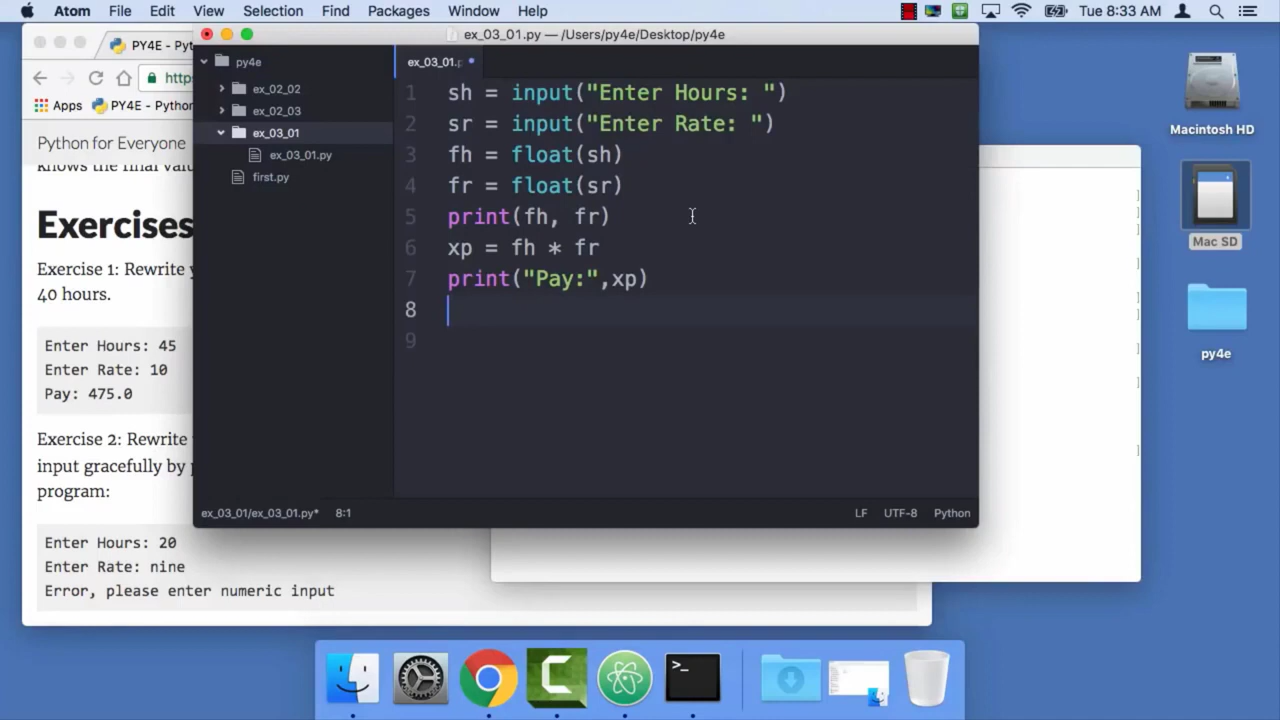 Atom File Edit View Selection Find Packages Window Help
Tue 8:33 AM
PY4E - Pyt
https
Apps PY4E - Python
Python for Everyone
knows the final valu
Exercises
Exercise 1: Rewrite y
40 hours.
Enter Hours: 45
Enter Rate: 10
Pay: 475.0
Exercise 2: Rewrite
input gracefully by p
program:
Enter Hours: 20
Enter Rate: nine
Error, please enter numeric input
ex_03_01.py — /Users/py4e/Desktop/py4e
py4e
ex_02_02
ex_02_03
ex_03_01
ex_03_01.py
first.py
ex_03_01.p
1 sh = input("Enter Hours: ")
2 sr = input("Enter Rate: ")
3 fh = float(sh)
4 fr = float(sr)
5 print(fh, fr)
6 xp = fh * fr
7 print("Pay:",xp)
8
9
ex_03_01/ex_03_01.py* 8:1 LF UTF-8 Python
]
]
]
]
]
]
]
]
]
Macintosh HD
Mac SD
py4e
>_